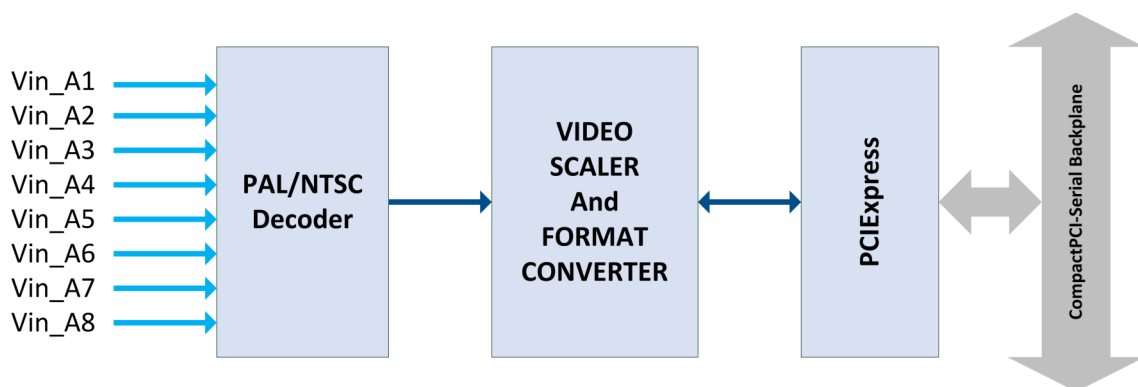 Vin_A1
Vin_A2
Vin_A3
Vin_A4
Vin_A5
Vin_A6
Vin_A7
Vin_A8
PAL/NTSC
Decoder
VIDEO
SCALER
And
FORMAT
CONVERTER
PCIExpress
CompactPCI-Serial Backplane